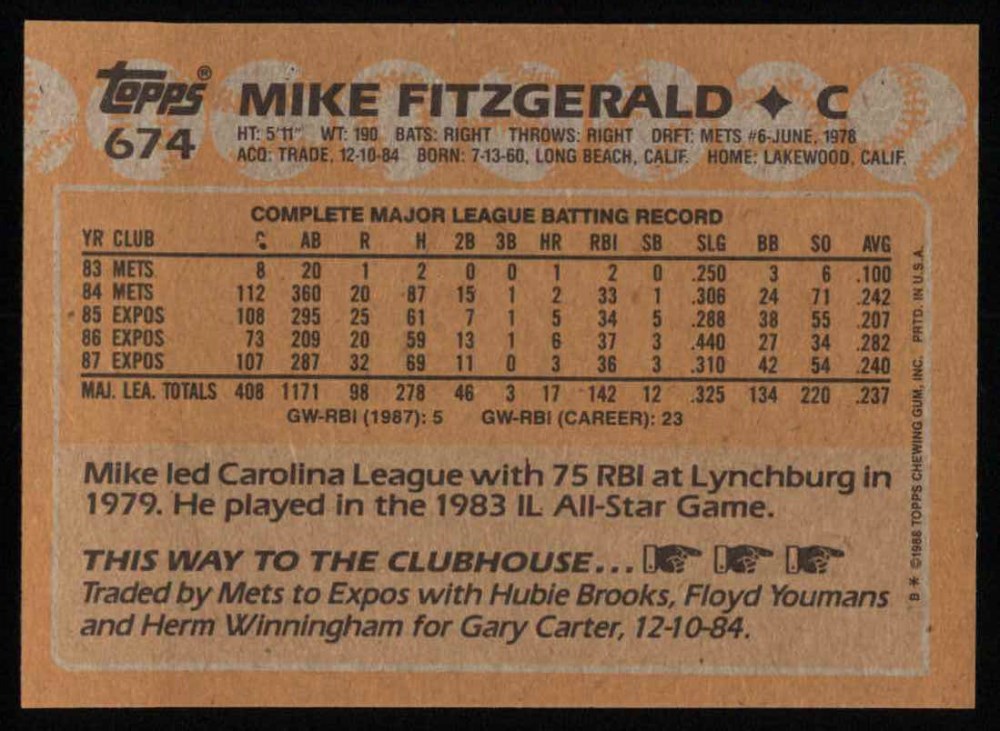 topps® MIKE FITZGERALD ✦ C
674
HT: 5'11" WT: 190 BATS: RIGHT THROWS: RIGHT DRFT: METS #6-JUNE, 1978
ACQ: TRADE, 12-10-84 BORN: 7-13-60, LONG BEACH, CALIF. HOME: LAKEWOOD, CALIF.
COMPLETE MAJOR LEAGUE BATTING RECORD
YR CLUB G AB R H 2B 3B HR RBI SB SLG BB SO AVG
83 METS 8 20 1 2 0 0 1 2 0 .250 3 6 .100
84 METS 112 360 20 87 15 1 2 33 1 .306 24 71 .242
85 EXPOS 108 295 25 61 7 1 5 34 5 .288 38 55 .207
86 EXPOS 73 209 20 59 13 1 6 37 3 .440 27 34 .282
87 EXPOS 107 287 32 69 11 0 3 36 3 .310 42 54 .240
MAJ. LEA. TOTALS 408 1171 98 278 46 3 17 142 12 .325 134 220 .237
GW-RBI (1987): 5 GW-RBI (CAREER): 23
Mike led Carolina League with 75 RBI at Lynchburg in
1979. He played in the 1983 IL All-Star Game.
THIS WAY TO THE CLUBHOUSE...
Traded by Mets to Expos with Hubie Brooks, Floyd Youmans
and Herm Winningham for Gary Carter, 12-10-84.
B * ©1988 TOPPS CHEWING GUM, INC. PRTD. IN U.S.A.